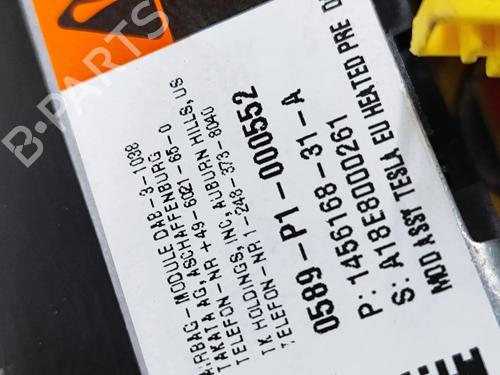 AIRBAG-MODULE DAB-3-1038
TAKATA AG, ASCHAFFENBURG
TELEFON-NR +49-6021-65-0
TK HOLDINGS, INC, AUBURN HILLS, US
TELEFON-NR 1-248-373-8040
0589-P1-000552
P: 1456168-31-A
S: A18E8000261
MOD ASSY TESLA EU HEATED PRE
B-PARTS